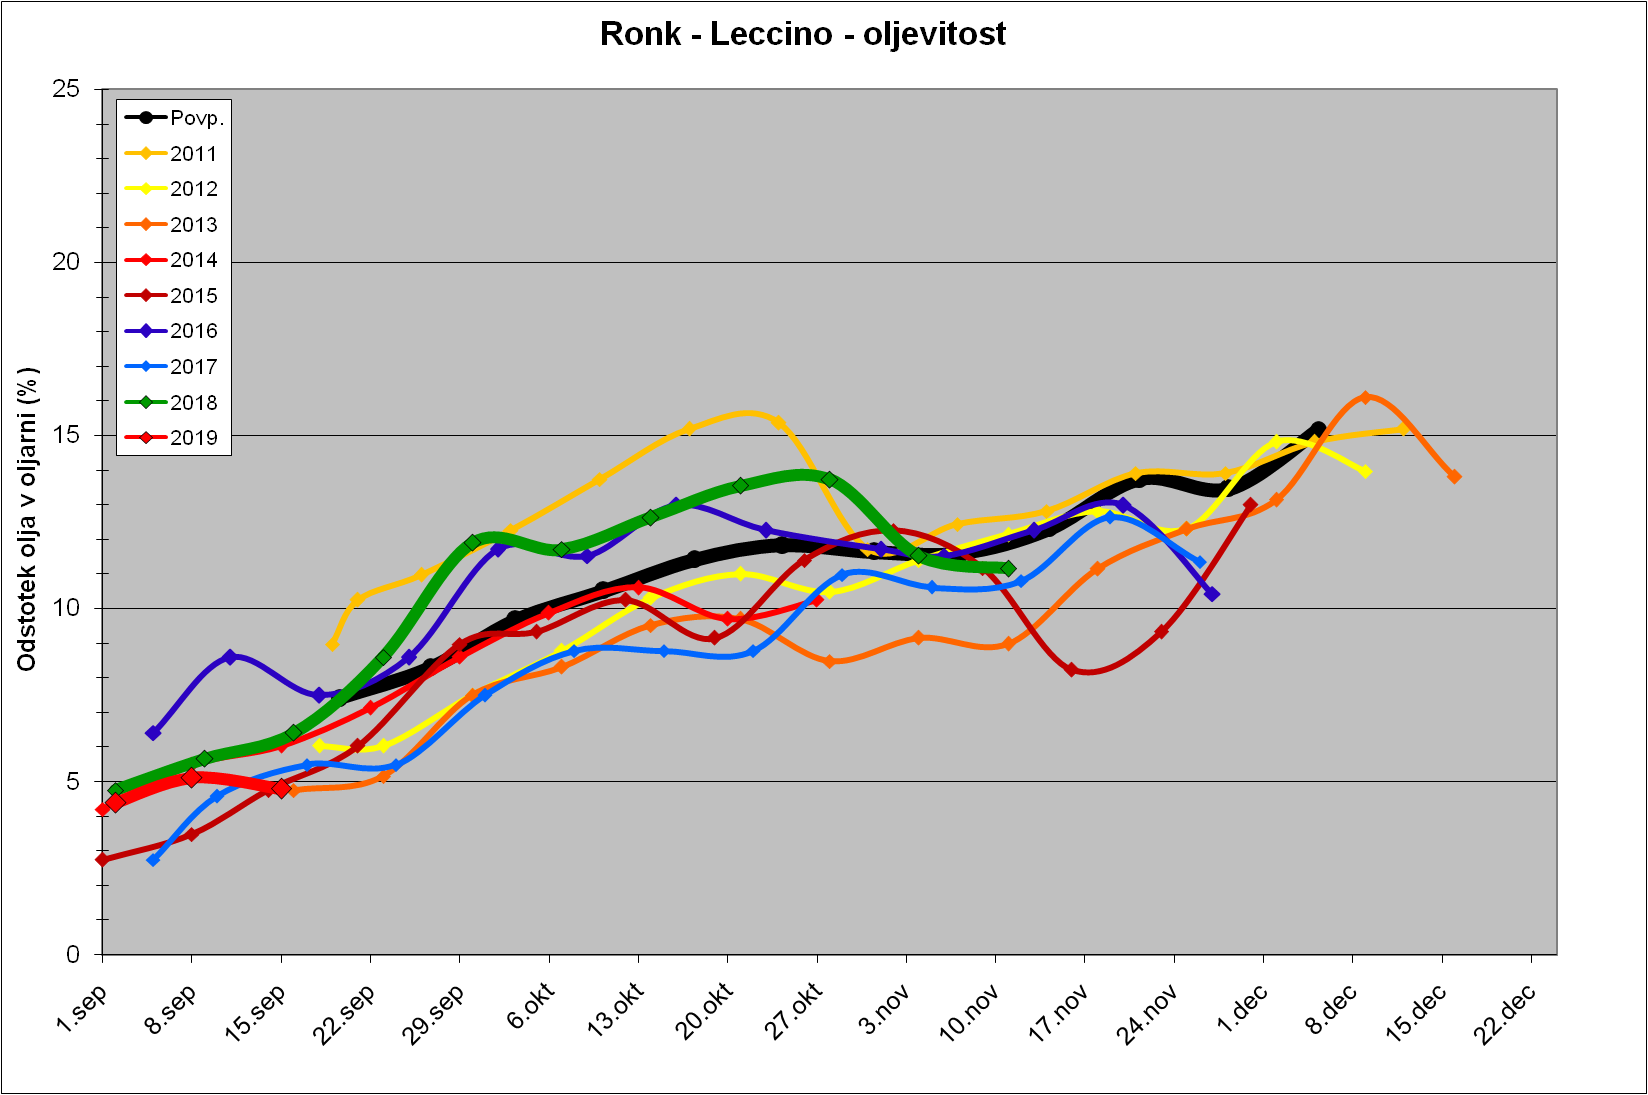 Ronk - Leccino - oljevitost
Odstotek olja v oljarni (%)
25
20
15
10
5
0
Povp.
2011
2012
2013
2014
2015
2016
2017
2018
2019
1.sep
8.sep
15.sep
22.sep
29.sep
6.okt
13.okt
20.okt
27.okt
3.nov
10.nov
17.nov
24.nov
1.dec
8.dec
15.dec
22.dec